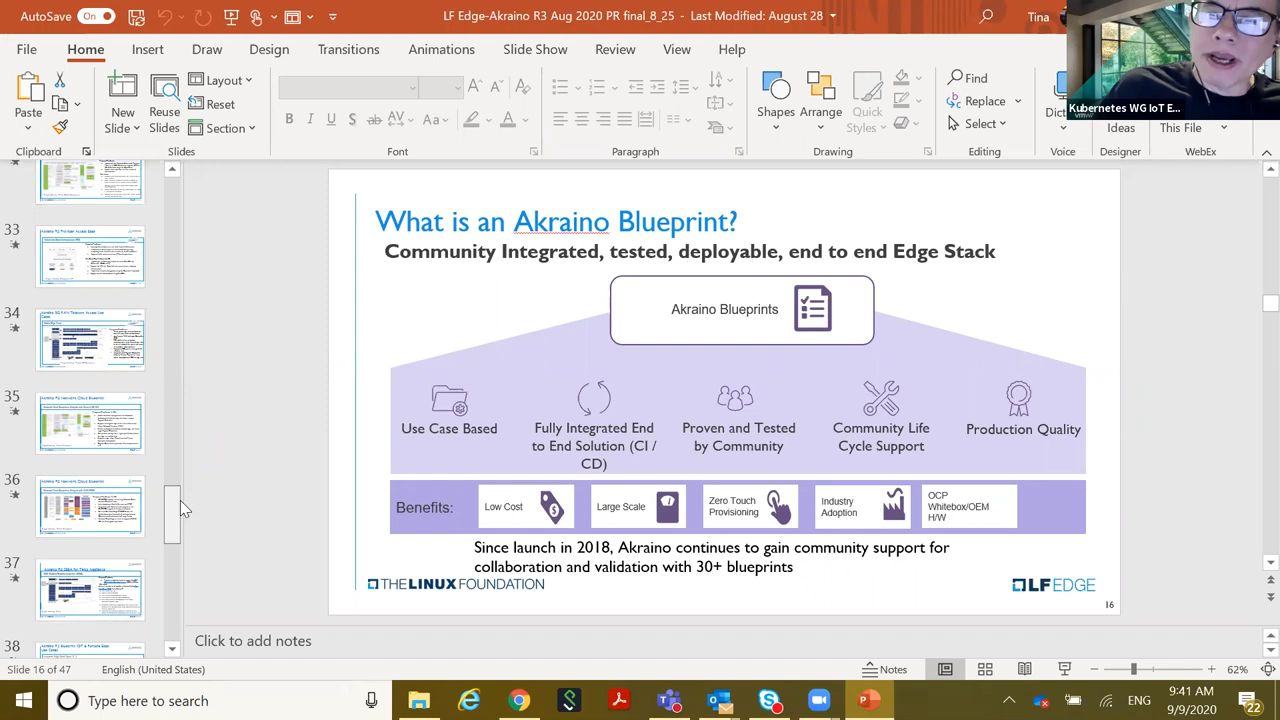 AutoSave On
LF Edge-Akraino R3 Aug 2020 PR final_8_25 - Last Modified: August 28
Tina
File Home Insert Draw Design Transitions Animations Slide Show Review View Help
Paste
New Slide
Reuse Slides
Layout
Reset
Section
Shapes
Arrange
Quick Styles
Find
Replace
Select
Ideas
This File
Clipboard Slides Font Paragraph Drawing Editing Voice Designer WebEx
Kubernetes WG IoT E...
33
34
35
36
37
38
What is an Akraino Blueprint?
Community integrated, tested, deployable, end to end Edge Stack
Akraino Blueprints
Use Case Based
Fully Integrated End
to End Solution (CI /
CD)
Proven and Tested
by Community
Community Life
Cycle Support
Production Quality
Benefits:
Low Cost
Large Scale
Zero Touch
Provisioning
Industry
Adoption
OCP
Whitebox/OEM
H/W
Since launch in 2018, Akraino continues to gain community support for
collaboration and validation with 30+ blueprints
THE LINUX FOUNDATION
LF EDGE
16
Click to add notes
Slide 16 of 47 English (United States)
Notes
62%
Type here to search
ENG
9:41 AM
9/9/2020
22